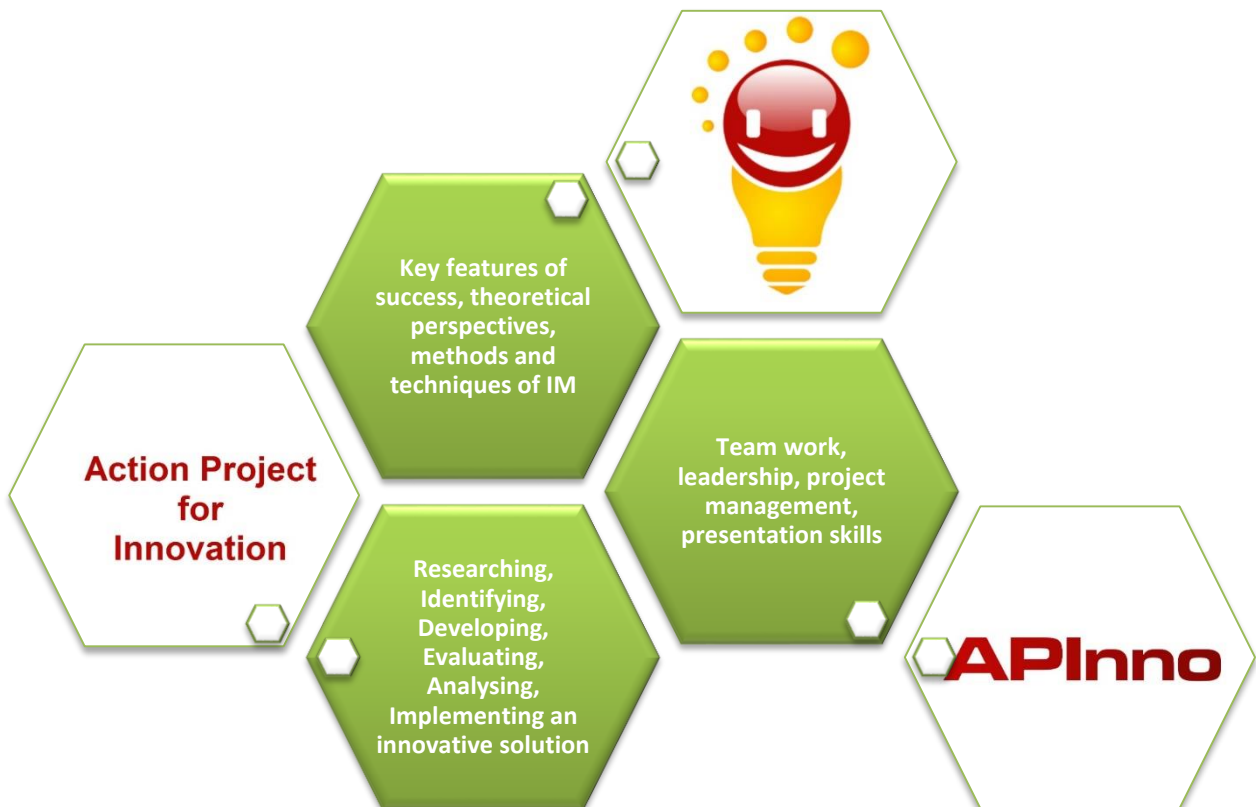 Key features of
success, theoretical
perspectives,
methods and
techniques of IM
Action Project
for
Innovation
Team work,
leadership, project
management,
presentation skills
Researching,
Identifying,
Developing,
Evaluating,
Analysing,
Implementing an
innovative solution
APInno